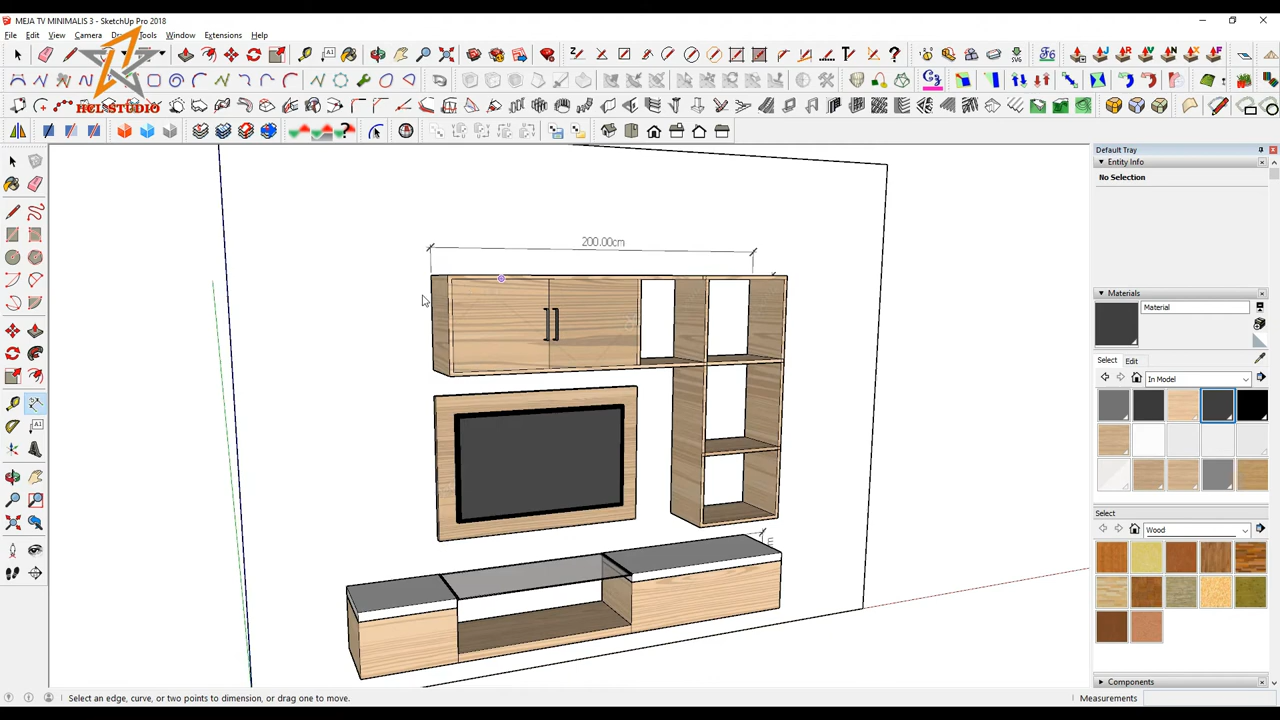 MEJA TV MINIMALIS 3 - SketchUp Pro 2018
File Edit View Camera Tools Window Extensions Help
NCL STUDIO
Default Tray
Entity Info
No Selection
200.00cm
Materials
Material
Select Edit
In Model
Select
Wood
Components
Select an edge, curve, or two points to dimension, or drag one to move.
Measurements